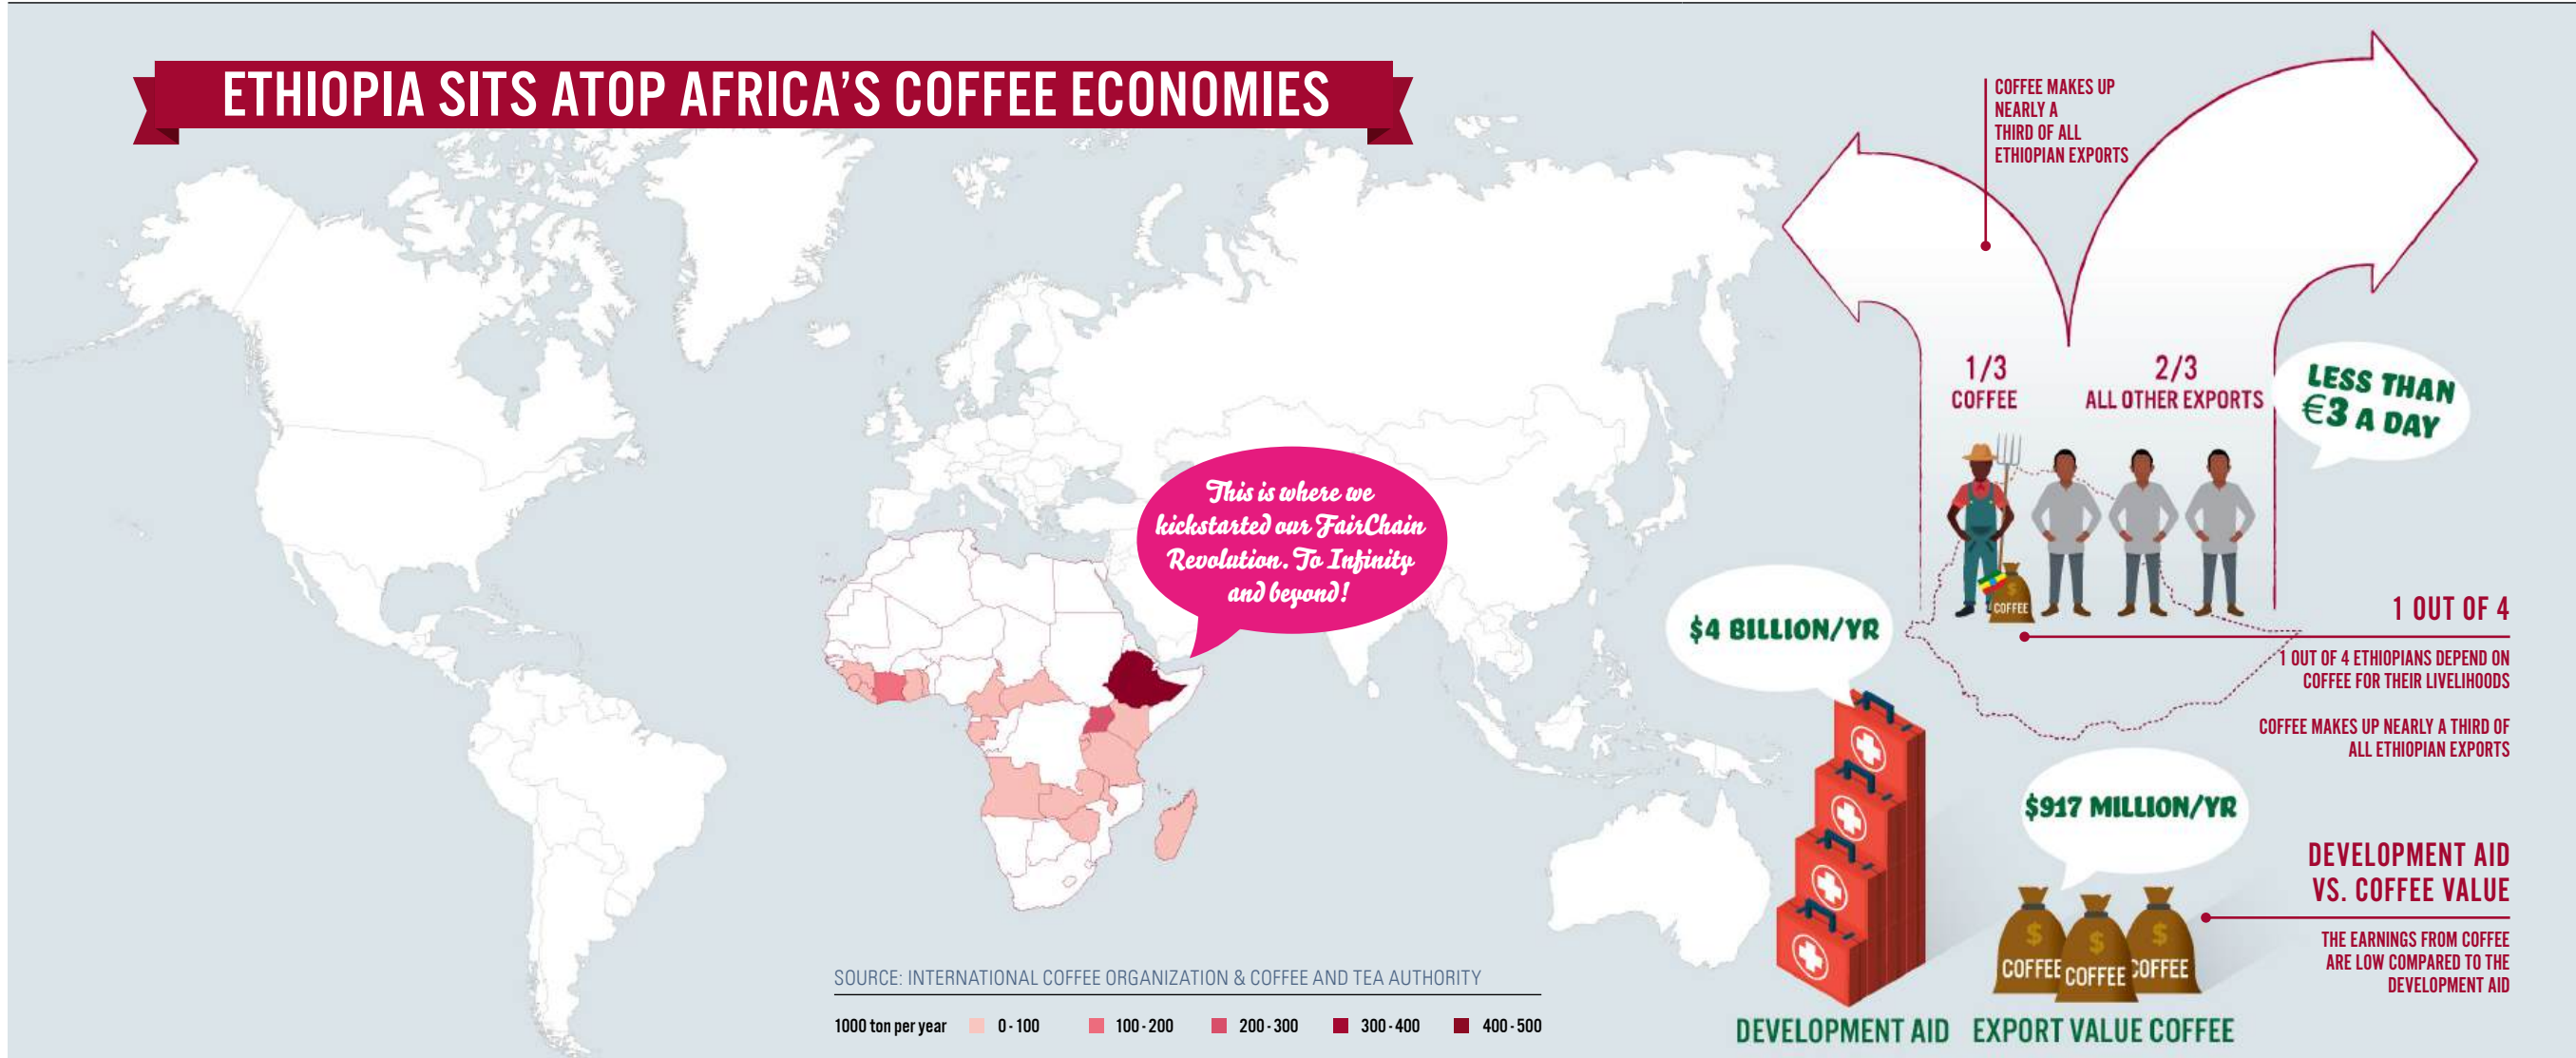 ETHIOPIA SITS ATOP AFRICA'S COFFEE ECONOMIES
COFFEE MAKES UP
NEARLY A
THIRD OF ALL
ETHIOPIAN EXPORTS
1/3
COFFEE
2/3
ALL OTHER EXPORTS
LESS THAN
€3 A DAY
This is where we
kickstarted our FairChain
Revolution. To Infinity
and beyond!
COFFEE
1 OUT OF 4
1 OUT OF 4 ETHIOPIANS DEPEND ON
COFFEE FOR THEIR LIVELIHOODS
COFFEE MAKES UP NEARLY A THIRD OF
ALL ETHIOPIAN EXPORTS
$4 BILLION/YR
$917 MILLION/YR
DEVELOPMENT AID
VS. COFFEE VALUE
THE EARNINGS FROM COFFEE
ARE LOW COMPARED TO THE
DEVELOPMENT AID
$
$
$
COFFEE
COFFEE
COFFEE
DEVELOPMENT AID
EXPORT VALUE COFFEE
SOURCE: INTERNATIONAL COFFEE ORGANIZATION & COFFEE AND TEA AUTHORITY
1000 ton per year 0-100 100-200 200-300 300-400 400-500